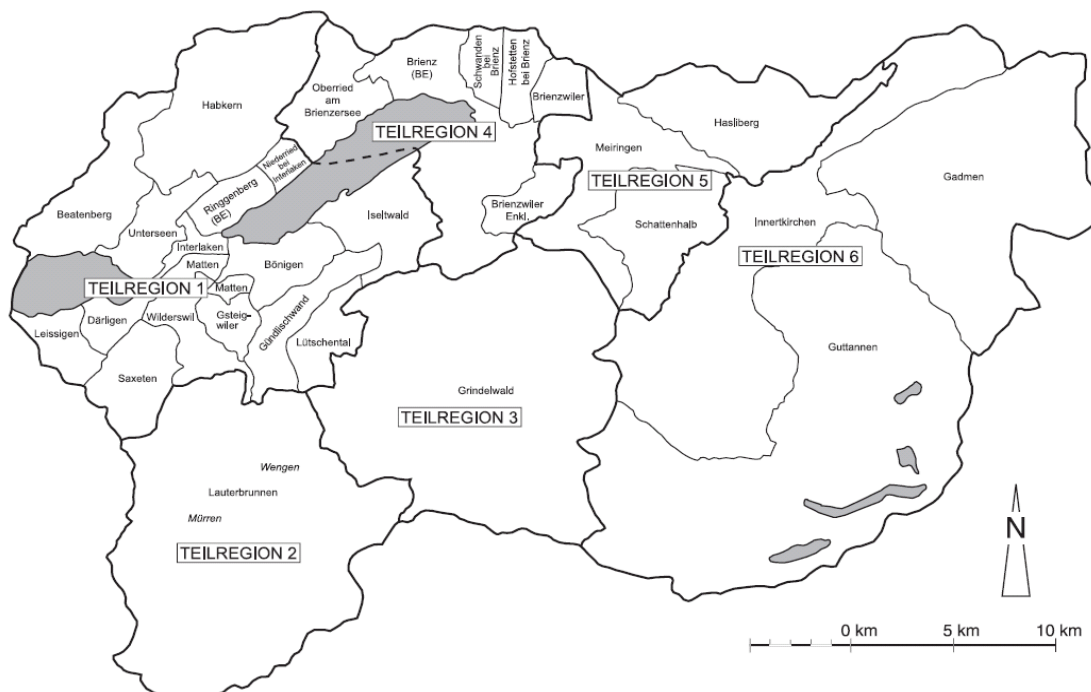 Brienz
(BE)
Schwanden
bei
Brienz
Hofstetten
bei Brienz
Oberried
am
Brienzersee
Habkern
Brienzwiler
Hasliberg
TEILREGION 4
Niederried
bei
Interlaken
Meiringen
Gadmen
TEILREGION 5
Ringgenberg
(BE)
Beatenberg
Iseltwald
Brienzwiler
Enkl.
Schattenhalb
Innertkirchen
Unterseen
Interlaken
TEILREGION 6
Matten
Bönigen
TEILREGION 1
Matten
Leissigen
Därligen
Wilderswil
Gsteig-
wiler
Gündlischwand
Lütschental
Guttannen
Saxeten
Grindelwald
TEILREGION 3
Wengen
Lauterbrunnen
Mürren
TEILREGION 2
N
0 km
5 km
10 km